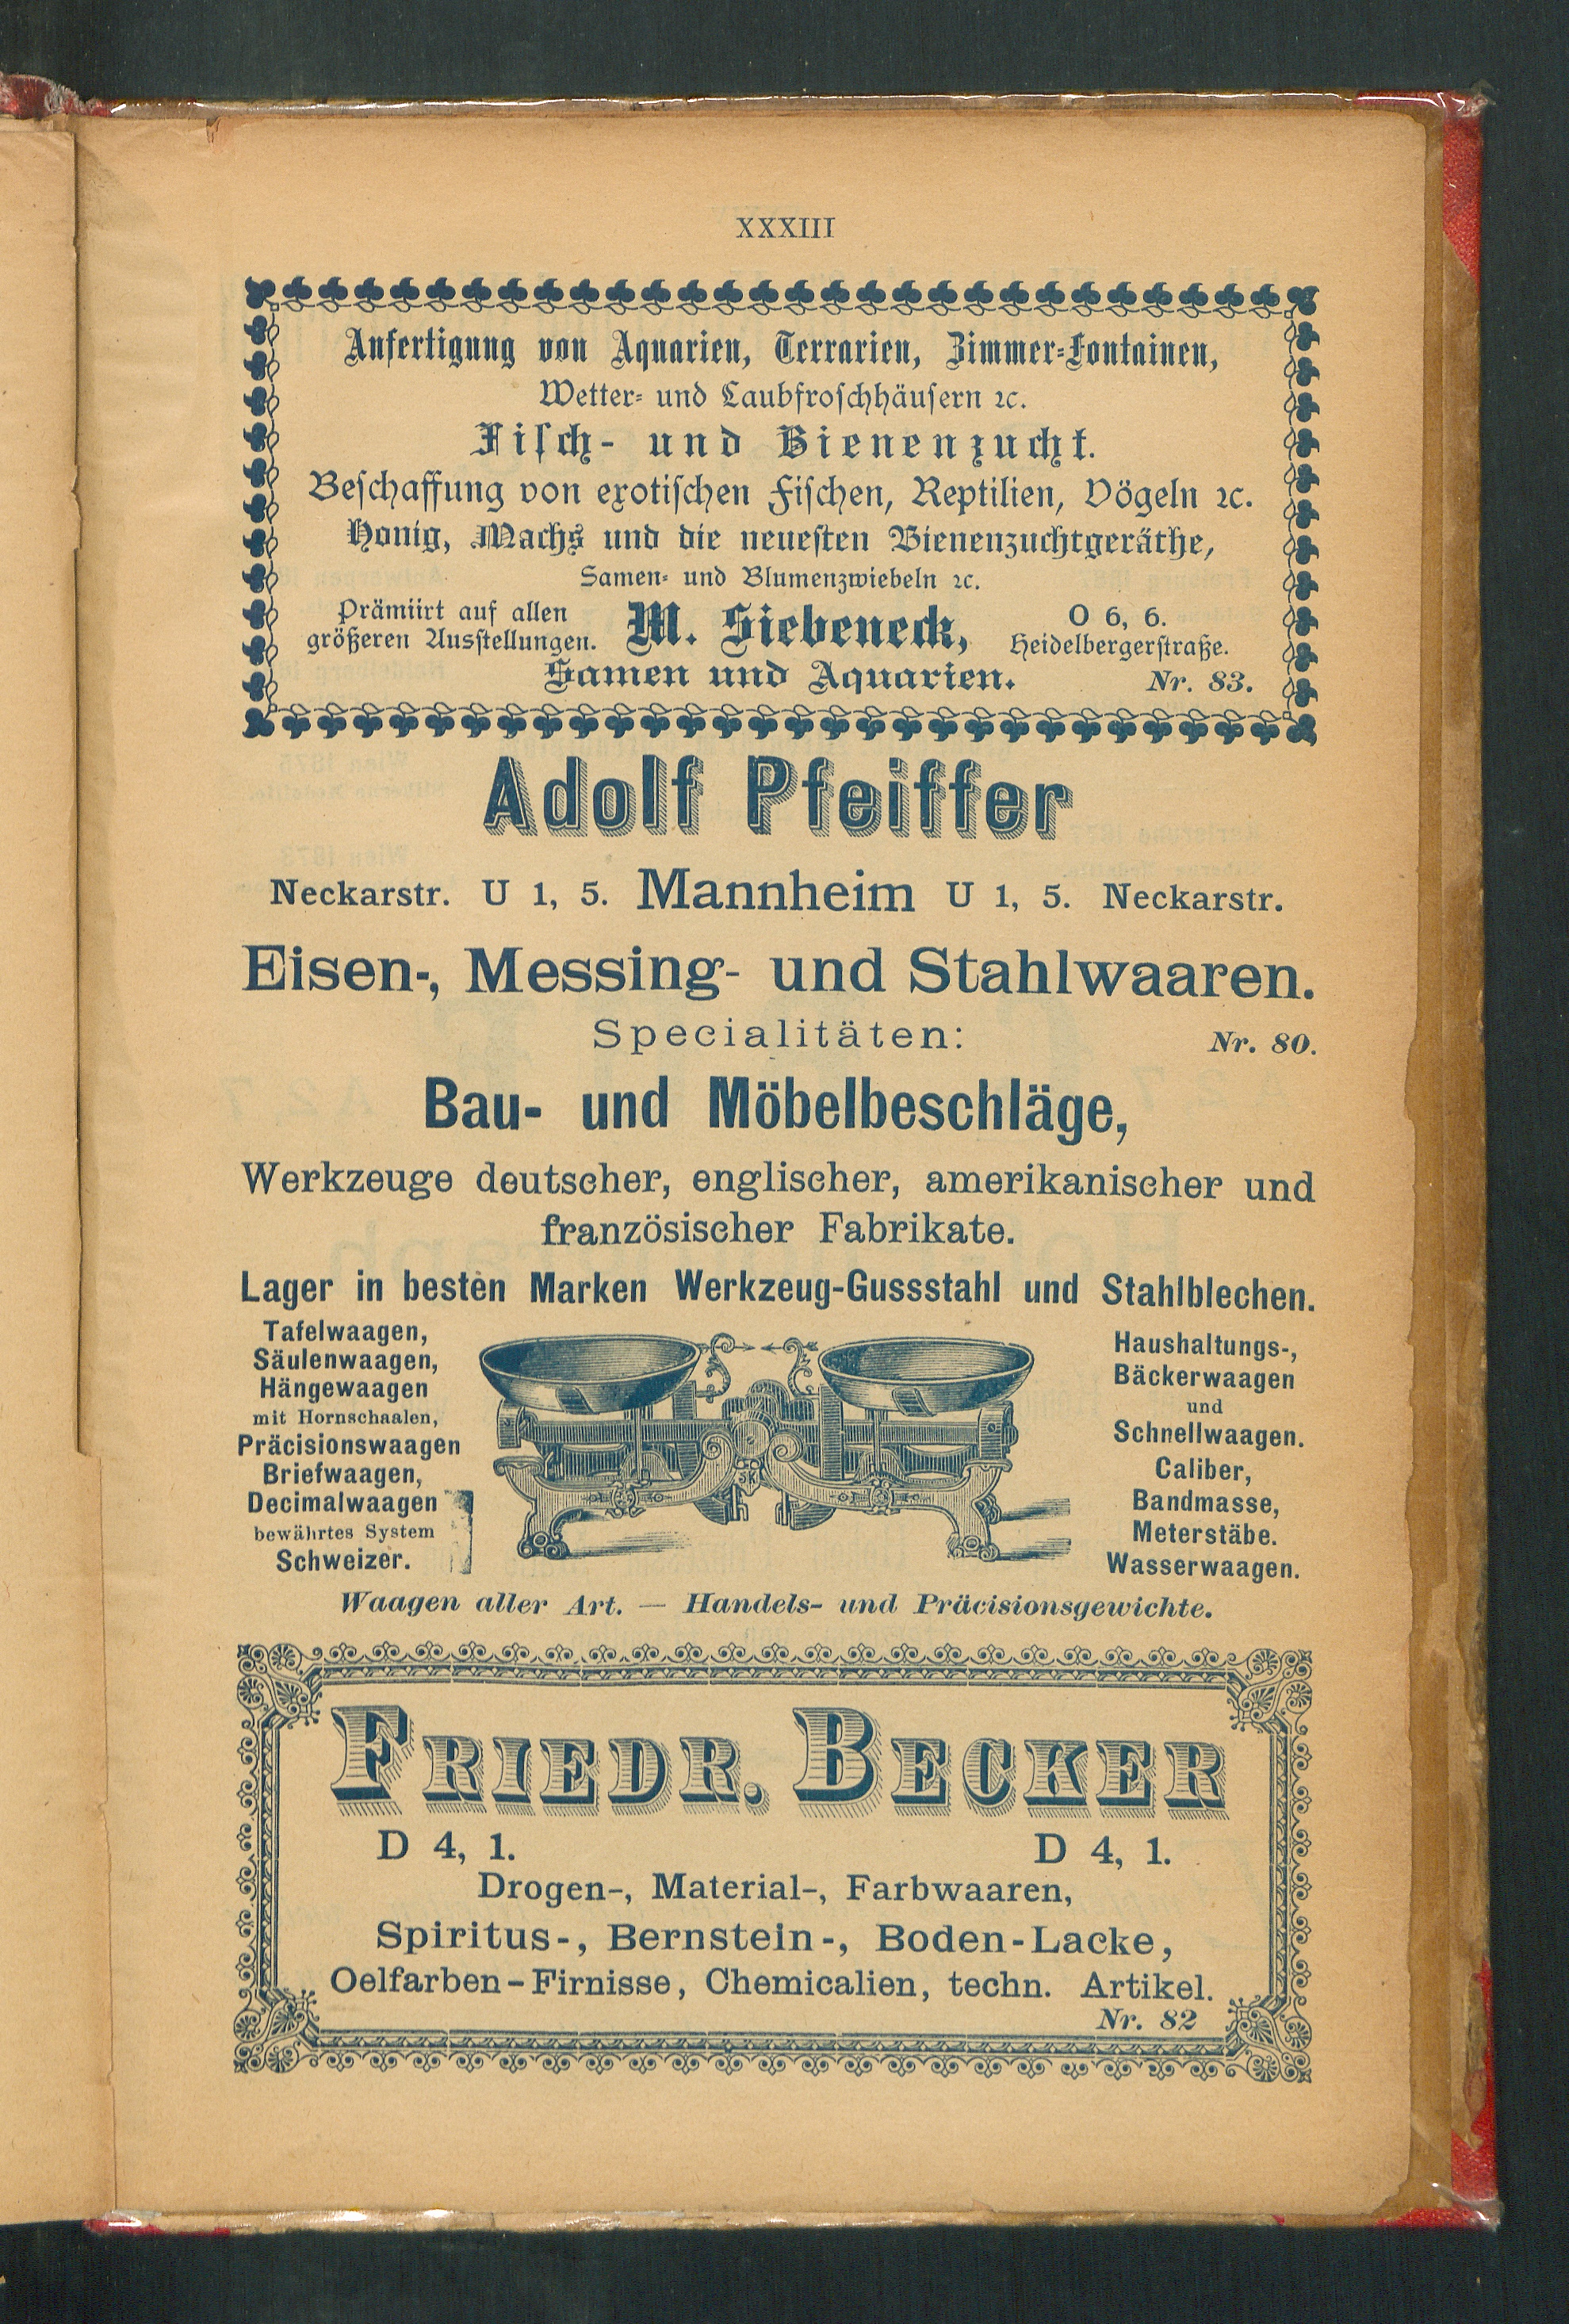 XXXIII
Anfertigung von Aquarien, Terrarien, Zimmer-Fontainen,
Wetter- und Laubfroschhäusern ꝛc.
Fisch- und Bienenzucht.
Beschaffung von exotischen Fischen, Reptilien, Vögeln ꝛc.
Honig, Wachs und die neuesten Bienenzuchtgeräthe,
Samen- und Blumenzwiebeln ꝛc.
Prämiirt auf allen
größeren Ausstellungen.
M. Siebeneck,
O 6, 6.
Heidelbergerstraße.
Samen und Aquarien.
Nr. 83.
Adolf Pfeiffer
Neckarstr. U 1, 5. Mannheim U 1, 5. Neckarstr.
Eisen-, Messing- und Stahlwaaren.
Specialitäten:
Nr. 80.
Bau- und Möbelbeschläge,
Werkzeuge deutscher, englischer, amerikanischer und
französischer Fabrikate.
Lager in besten Marken Werkzeug-Gussstahl und Stahlblechen.
Tafelwaagen,
Säulenwaagen,
Hängewaagen
mit Hornschaalen,
Präcisionswaagen
Briefwaagen,
Decimalwaagen
bewährtes System
Schweizer.
Haushaltungs-,
Bäckerwaagen
und
Schnellwaagen.
Caliber,
Bandmasse,
Meterstäbe.
Wasserwaagen.
Waagen aller Art. — Handels- und Präcisionsgewichte.
FRIEDR. BECKER
D 4, 1. D 4, 1.
Drogen-, Material-, Farbwaaren,
Spiritus-, Bernstein-, Boden-Lacke,
Oelfarben-Firnisse, Chemicalien, techn. Artikel.
Nr. 82